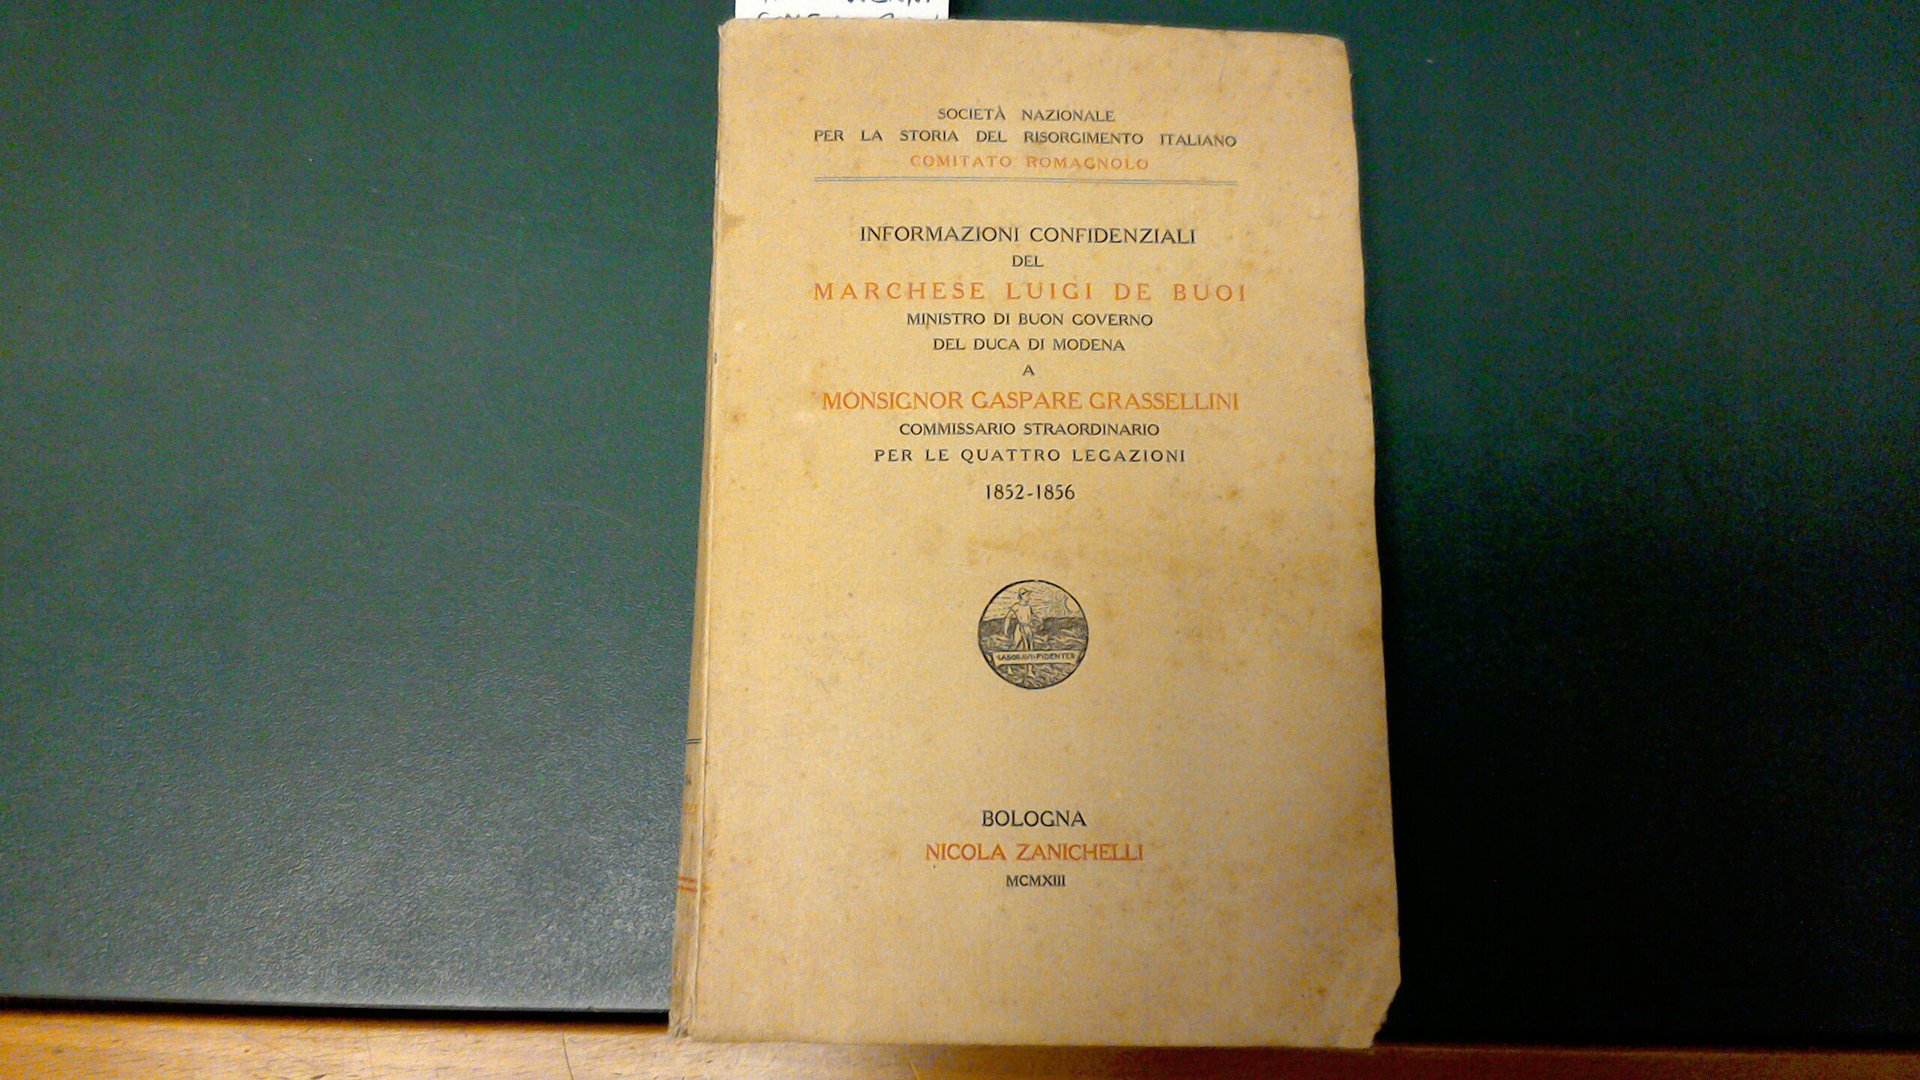 SOCIETÀ NAZIONALE
PER LA STORIA DEL RISORGIMENTO ITALIANO
COMITATO ROMAGNOLO
INFORMAZIONI CONFIDENZIALI
DEL
MARCHESE LUIGI DE BUOI
MINISTRO DI BUON GOVERNO
DEL DUCA DI MODENA
A
MONSIGNOR GASPARE GRASSELLINI
COMMISSARIO STRAORDINARIO
PER LE QUATTRO LEGAZIONI
1852-1856
LABORAVI FIDENTER
BOLOGNA
NICOLA ZANICHELLI
MCMXIII